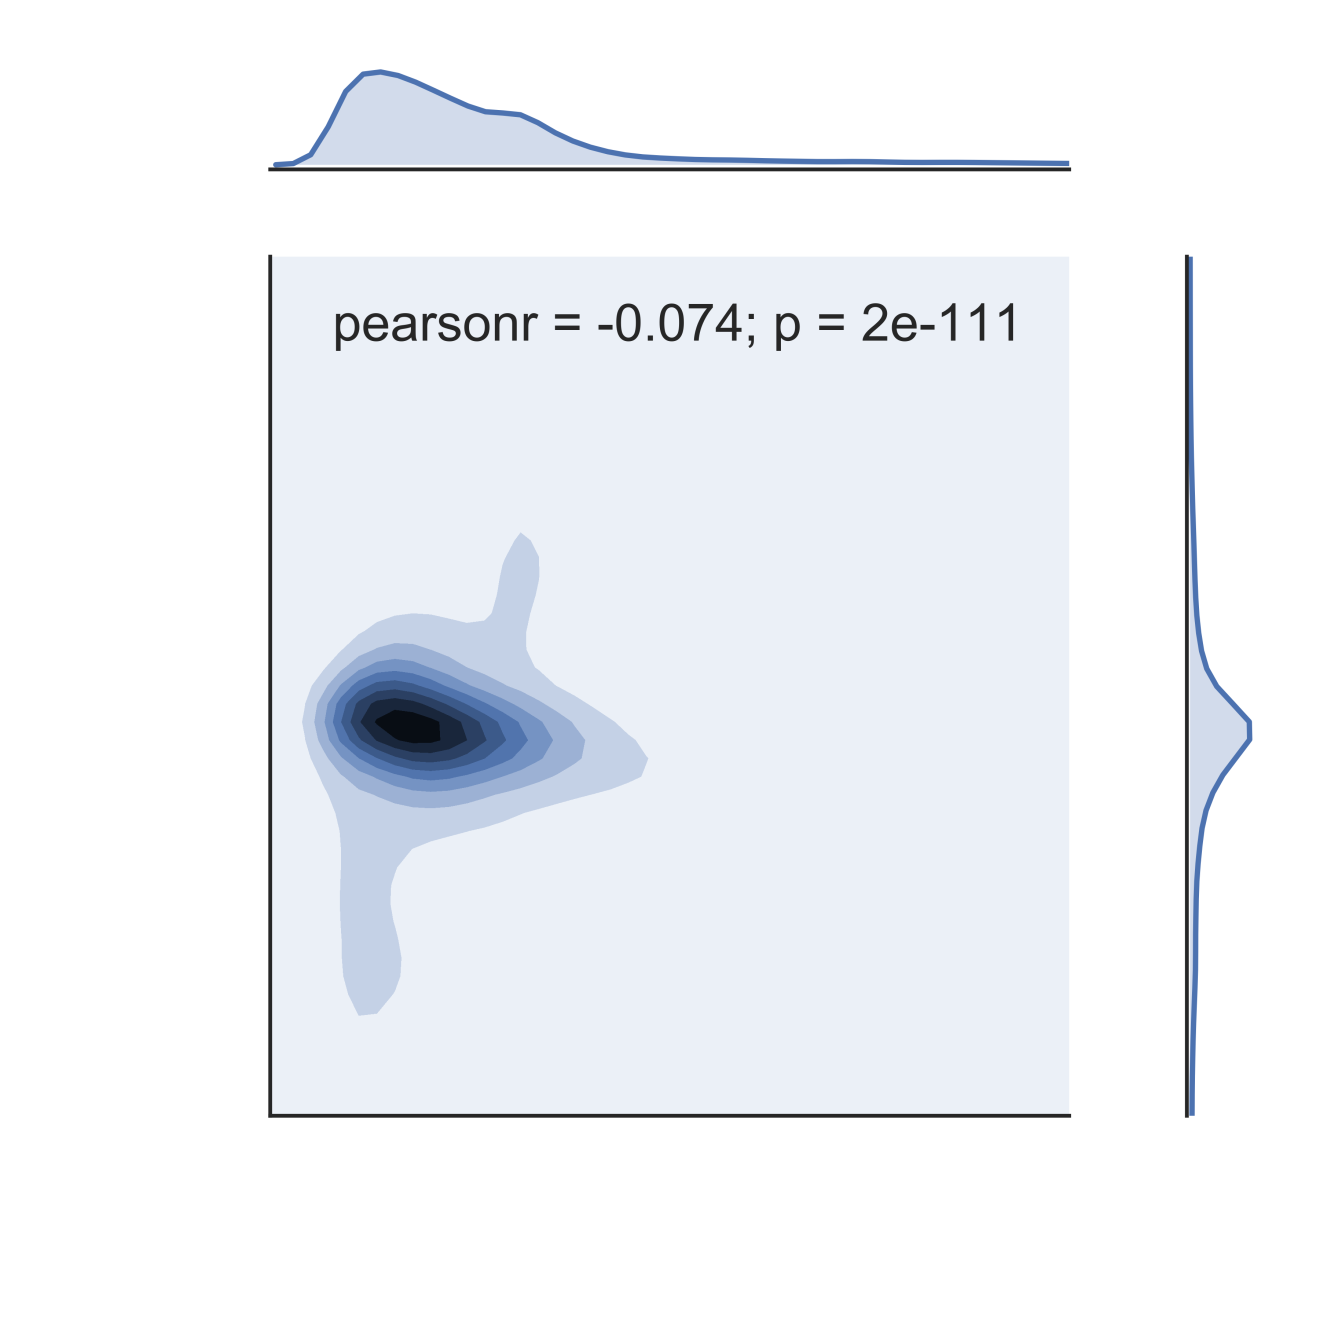 pearsonr = -0.074; p = 2e-111